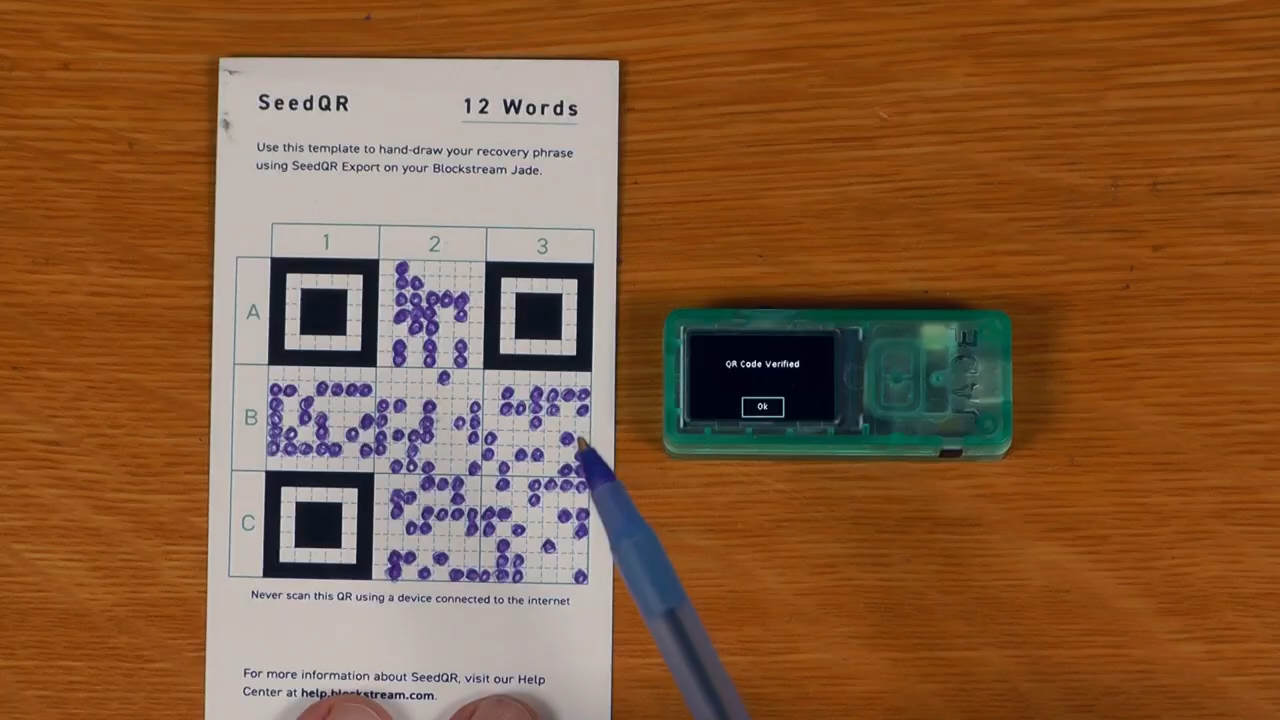 SeedQR
12 Words
Use this template to hand-draw your recovery phrase
using SeedQR Export on your Blockstream Jade.
1 2 3
A
B
C
QR Code Verified
Ok
JADE
Never scan this QR using a device connected to the internet
For more information about SeedQR, visit our Help
Center at help.blockstream.com.